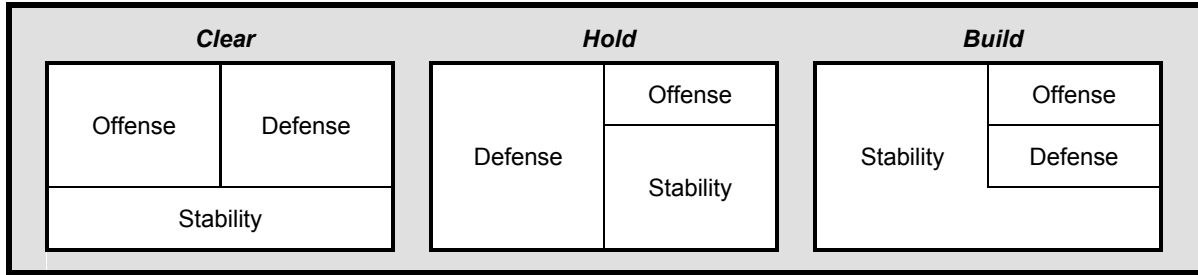 Clear
Offense
Defense
Stability
Hold
Defense
Offense
Stability
Build
Stability
Offense
Defense